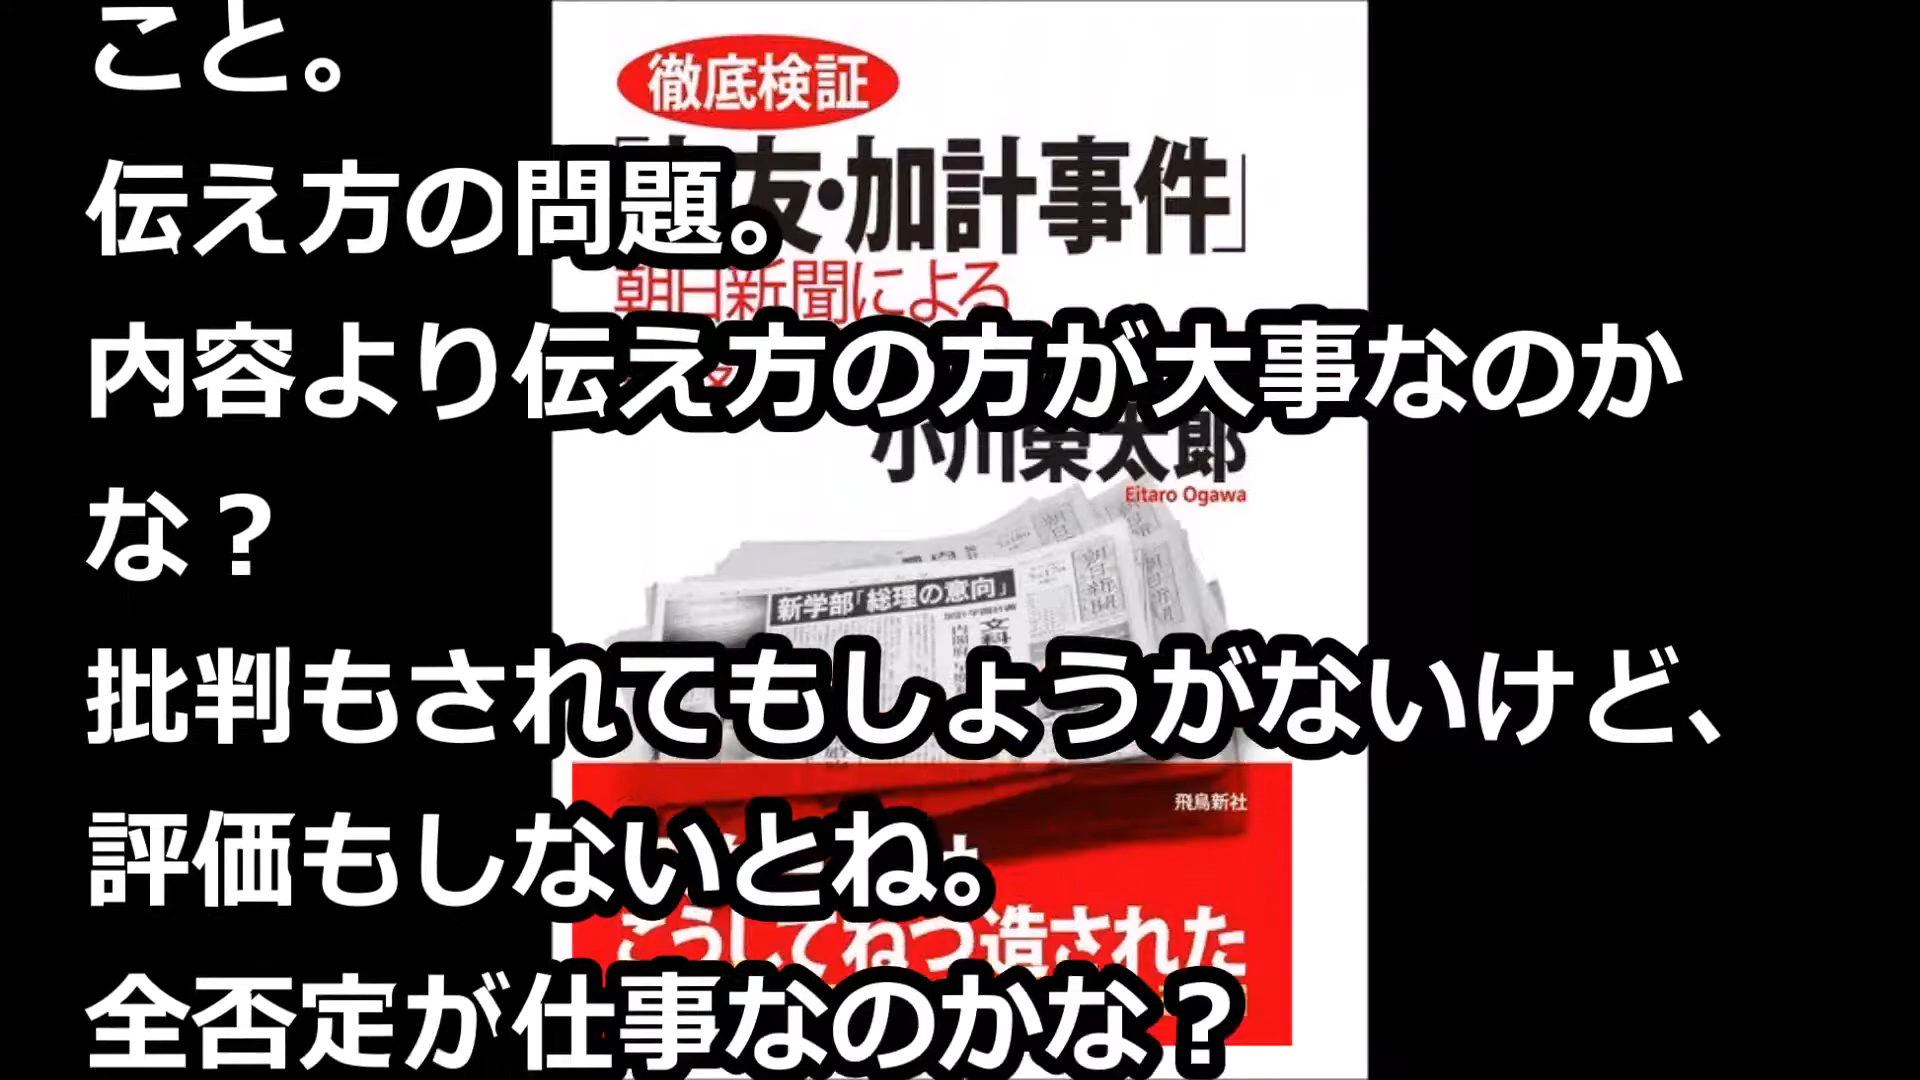 こと。
伝え方の問題。
内容より伝え方の方が大事なのか
な？
批判もされてもしょうがないけど、
評価もしないとね。
全否定が仕事なのかな？
徹底検証
友・加計事件」
朝日新聞による
小川榮太郎
Eitaro Ogawa
新学部「総理の意向」
朝日新聞
飛鳥新社
こうしてねつ造された